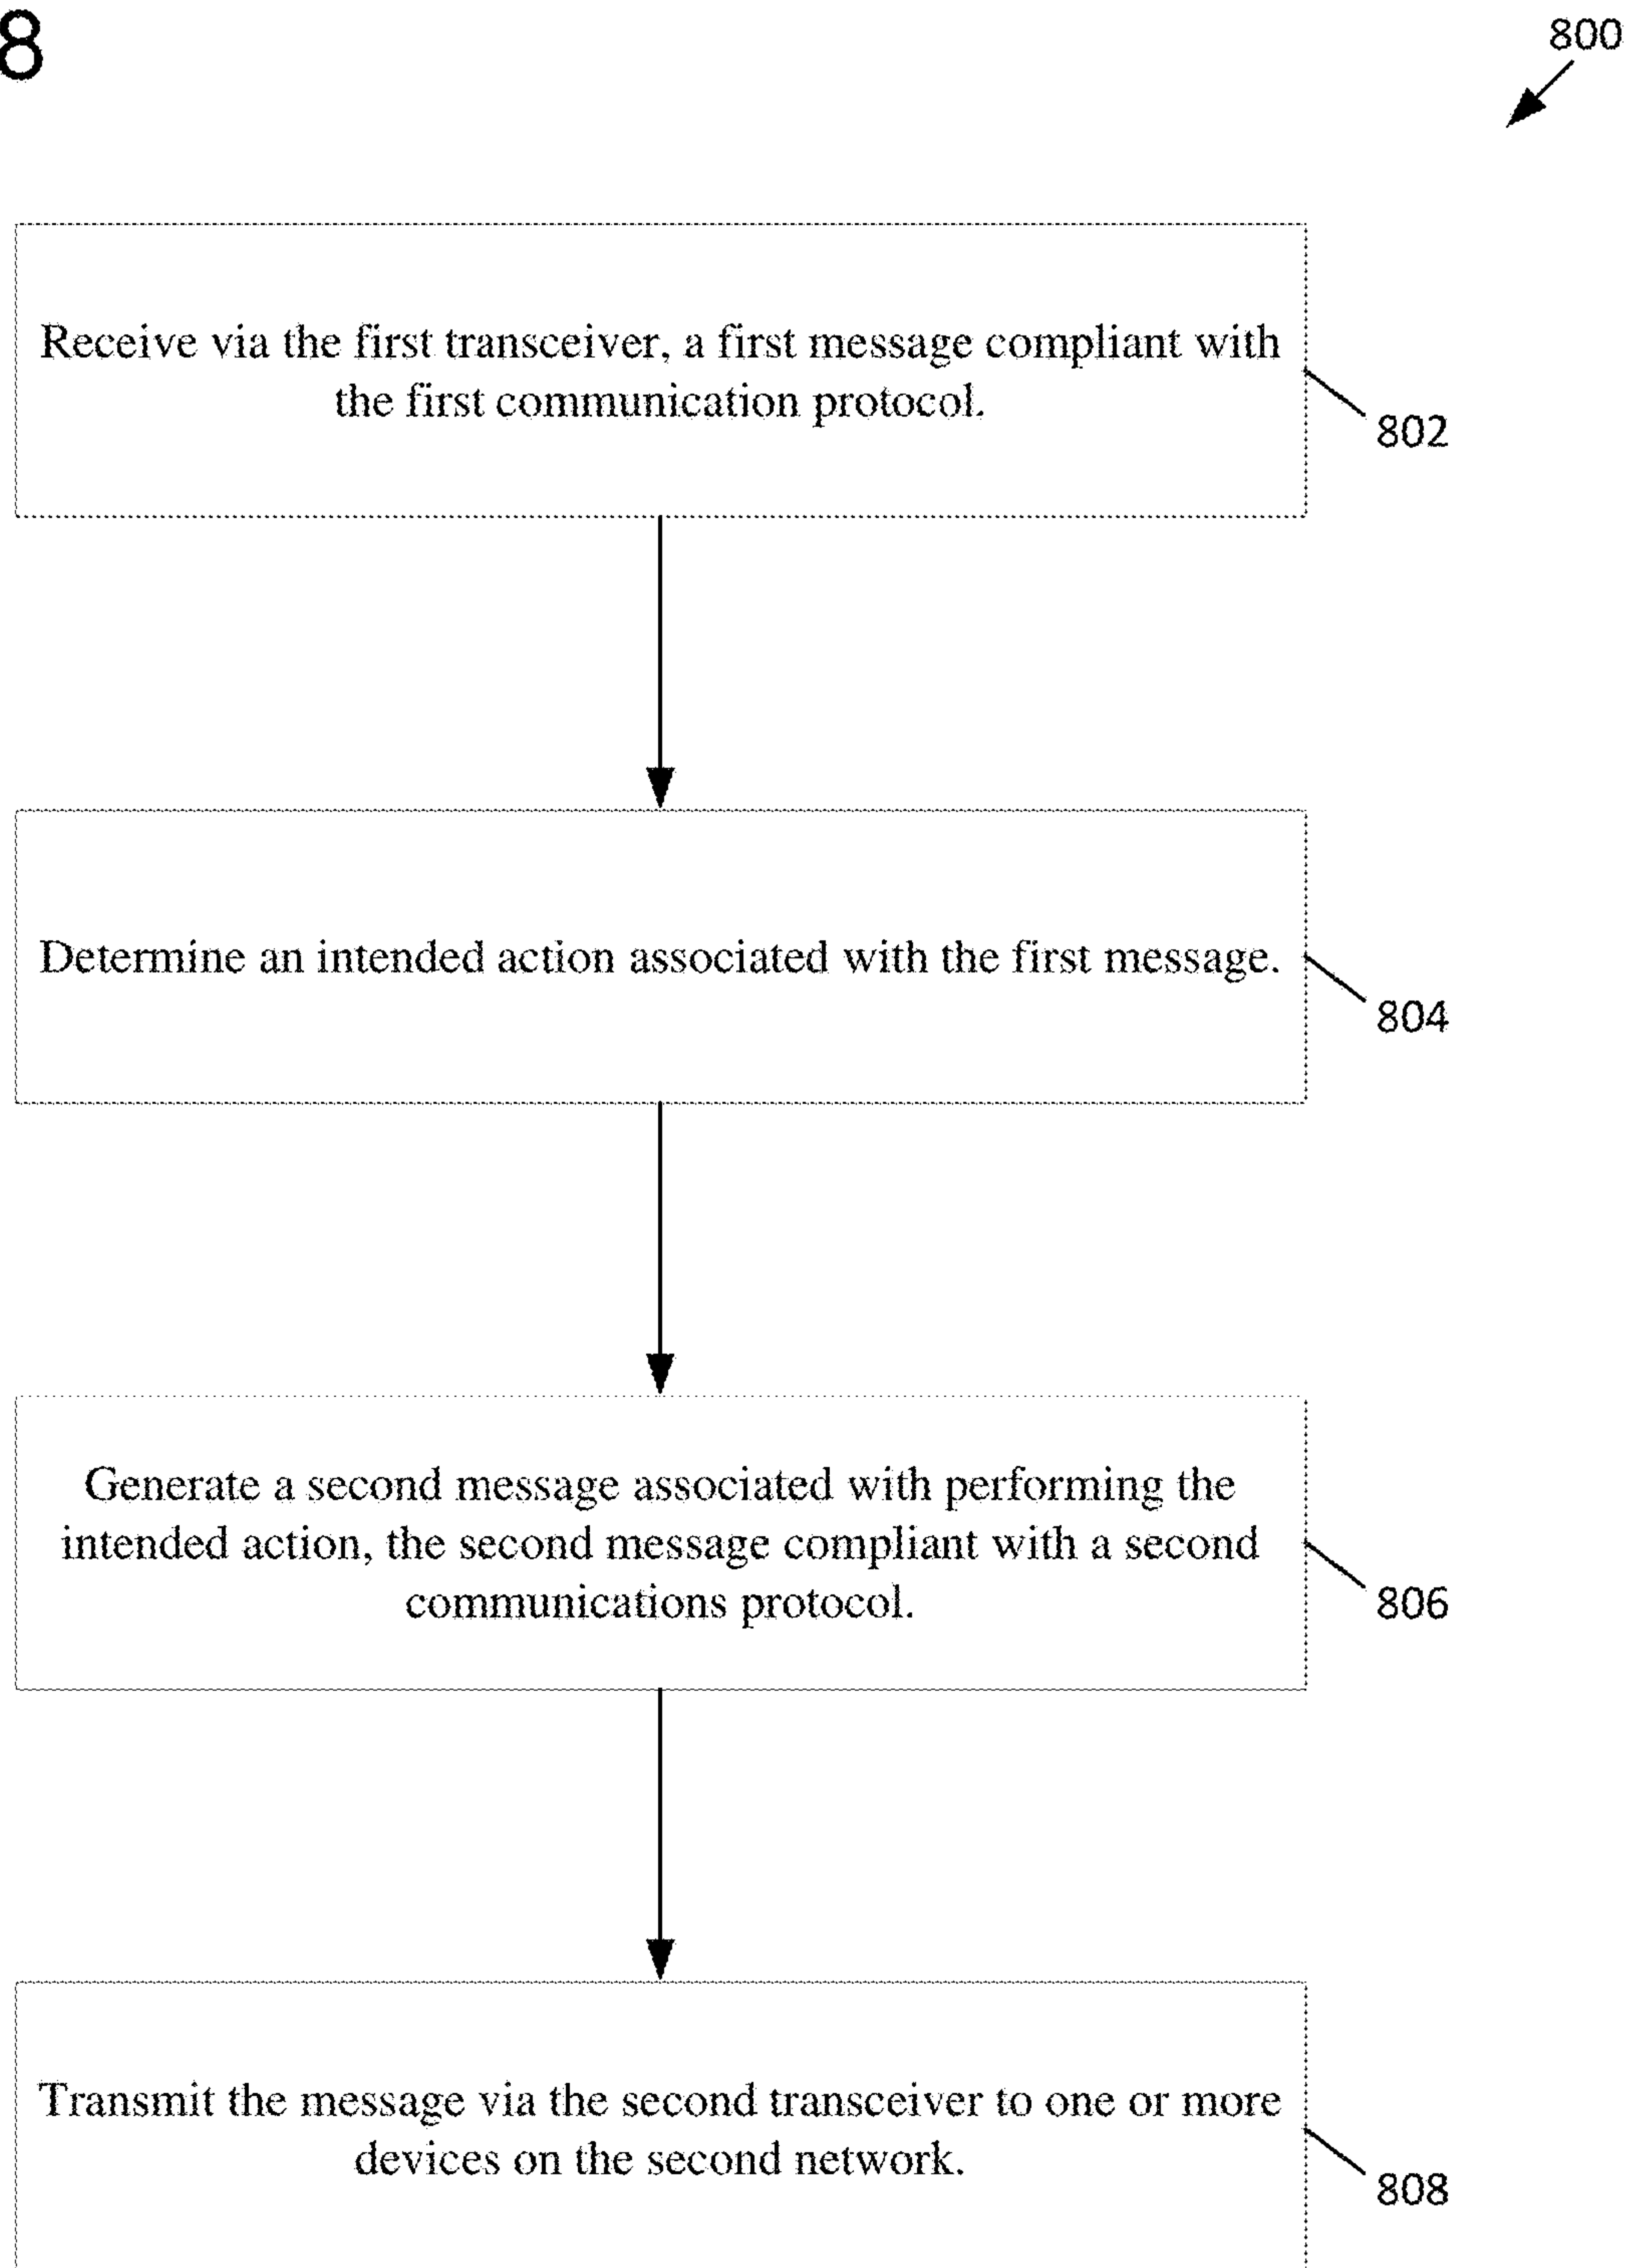 8
800
Receive via the first transceiver, a first message compliant with
the first communication protocol.
802
Determine an intended action associated with the first message.
804
Generate a second message associated with performing the
intended action, the second message compliant with a second
communications protocol.
806
Transmit the message via the second transceiver to one or more
devices on the second network.
808